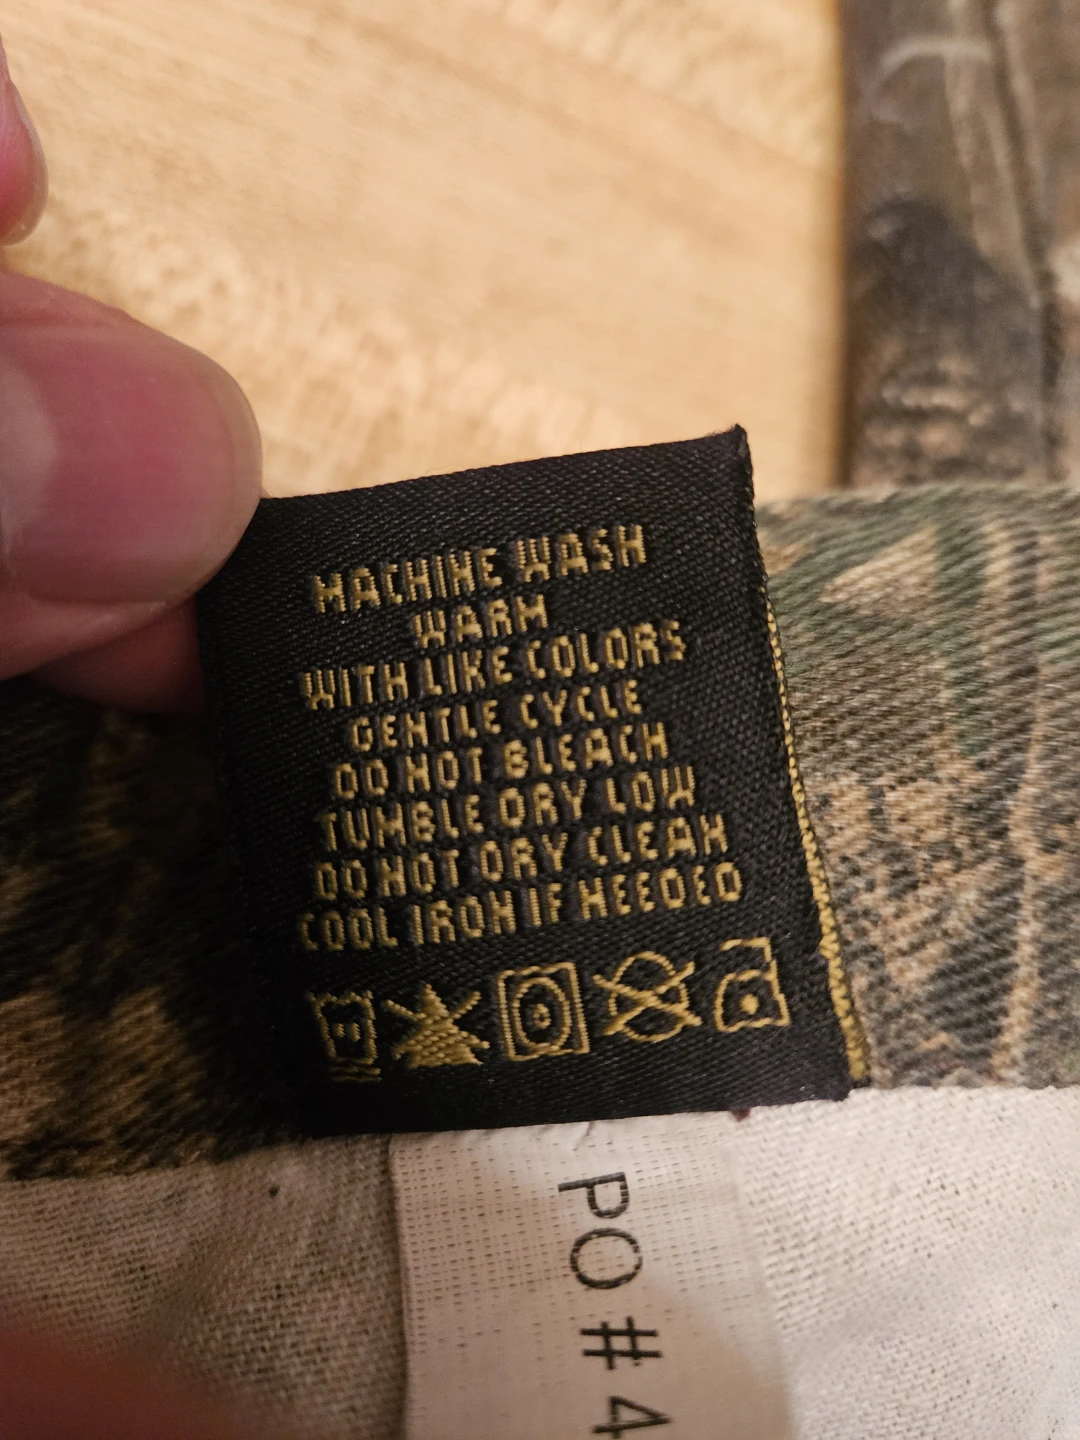 MACHINE WASH
WARM
WITH LIKE COLORS
GENTLE CYCLE
DO NOT BLEACH
TUMBLE DRY LOW
DO NOT DRY CLEAN
COOL IRON IF NEEDED
PO # 4